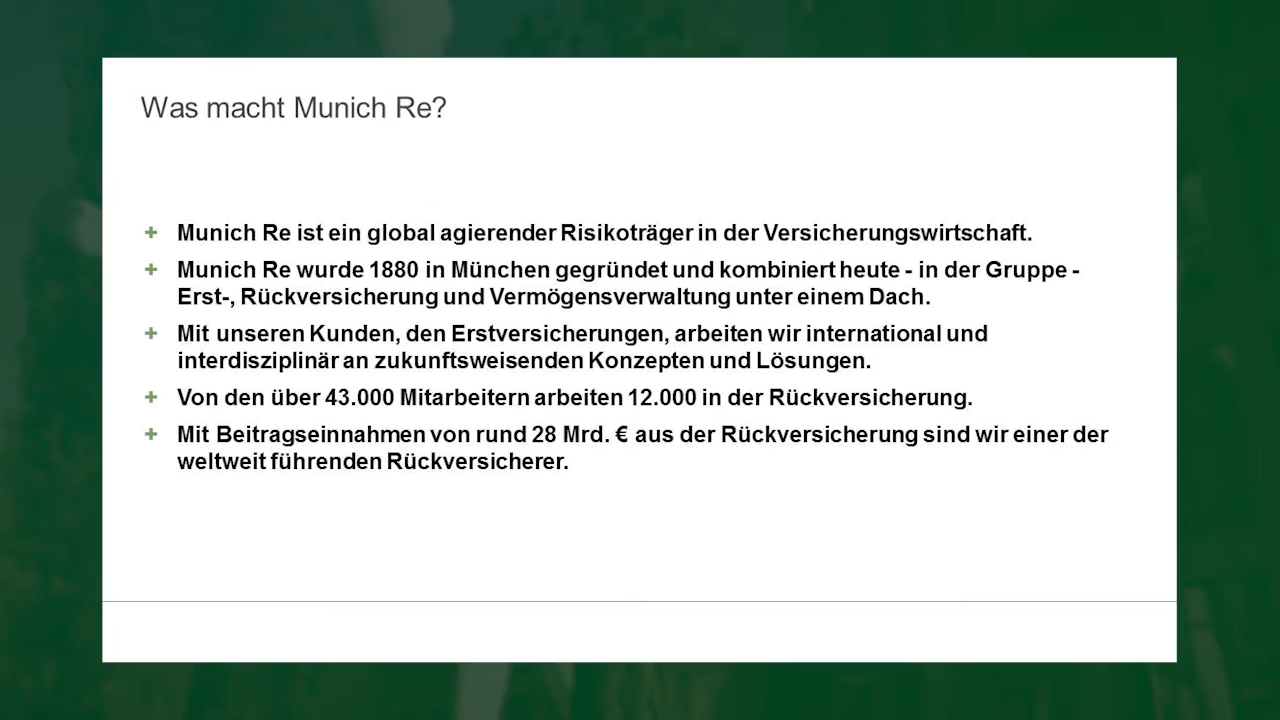 Was macht Munich Re?
+ Munich Re ist ein global agierender Risikoträger in der Versicherungswirtschaft.
+ Munich Re wurde 1880 in München gegründet und kombiniert heute - in der Gruppe -
Erst-, Rückversicherung und Vermögensverwaltung unter einem Dach.
+ Mit unseren Kunden, den Erstversicherungen, arbeiten wir international und
interdisziplinär an zukunftsweisenden Konzepten und Lösungen.
+ Von den über 43.000 Mitarbeitern arbeiten 12.000 in der Rückversicherung.
+ Mit Beitragseinnahmen von rund 28 Mrd. € aus der Rückversicherung sind wir einer der
weltweit führenden Rückversicherer.